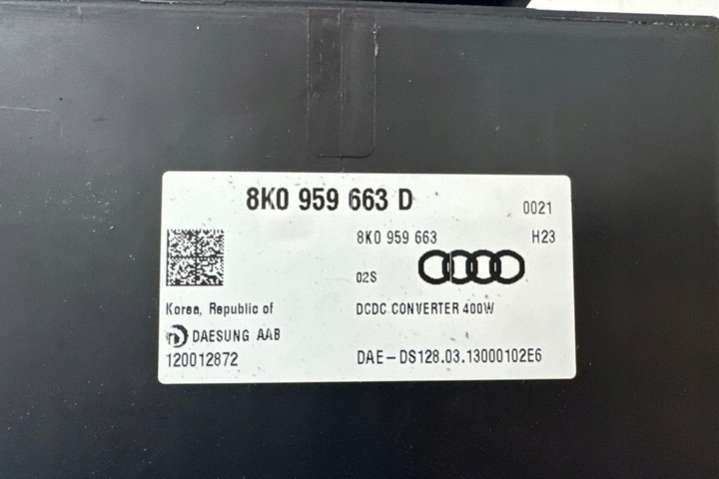 8K0 959 663 D
0021
8K0 959 663 H23
02S
Korea, Republic of DCDC CONVERTER 400W
DAESUNG AAB
120012872 DAE-DS128.03.13000102E6